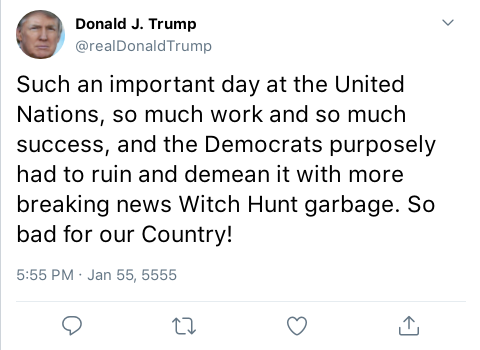 Donald J. Trump
@realDonaldTrump
Such an important day at the United
Nations, so much work and so much
success, and the Democrats purposely
had to ruin and demean it with more
breaking news Witch Hunt garbage. So
bad for our Country!
5:55 PM · Jan 55, 5555